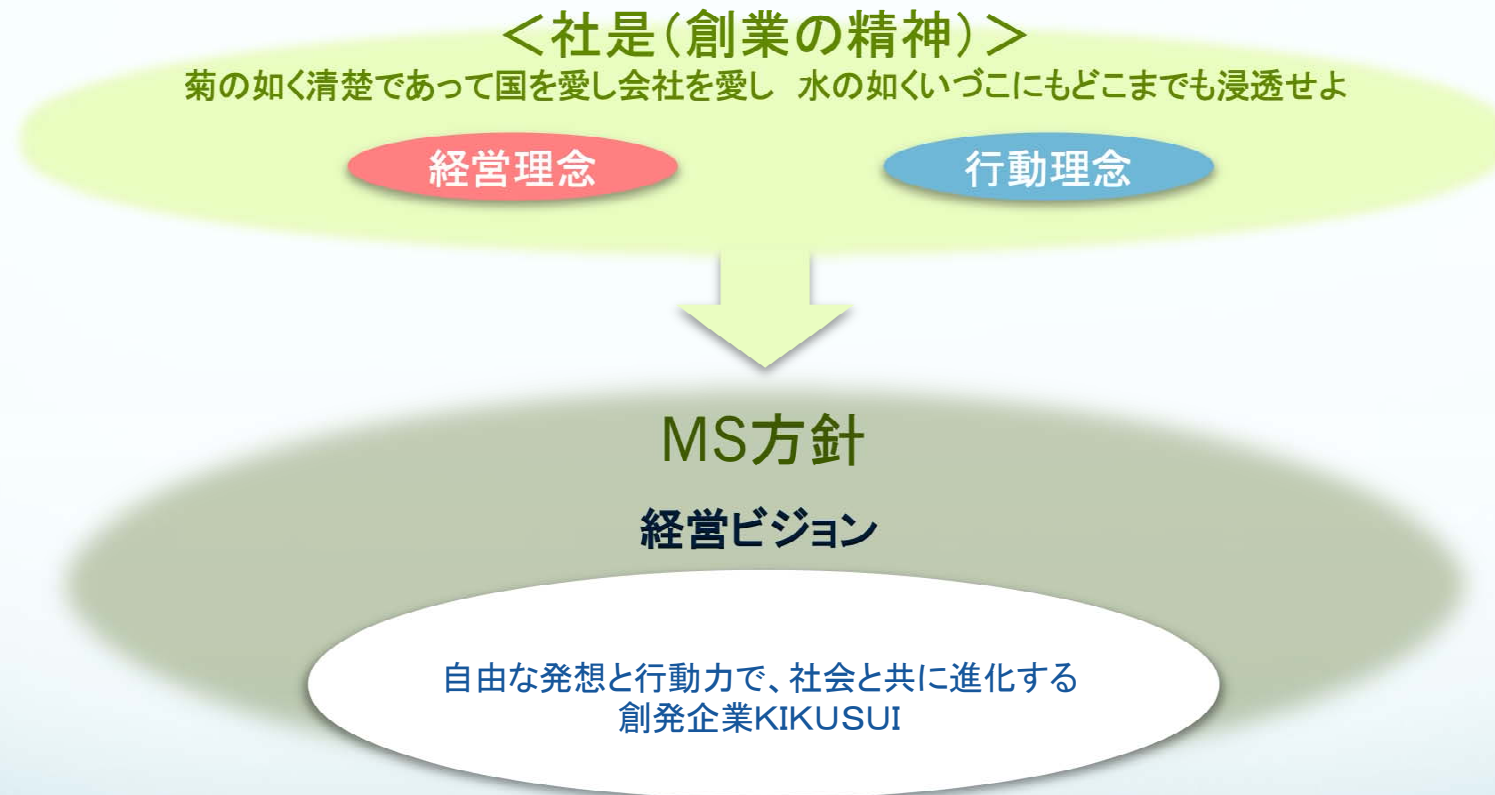 ＜社是（創業の精神）＞
菊の如く清楚であって国を愛し会社を愛し　水の如くいづこにもどこまでも浸透せよ
経営理念
行動理念
MS方針
経営ビジョン
自由な発想と行動力で、社会と共に進化する
創発企業KIKUSUI